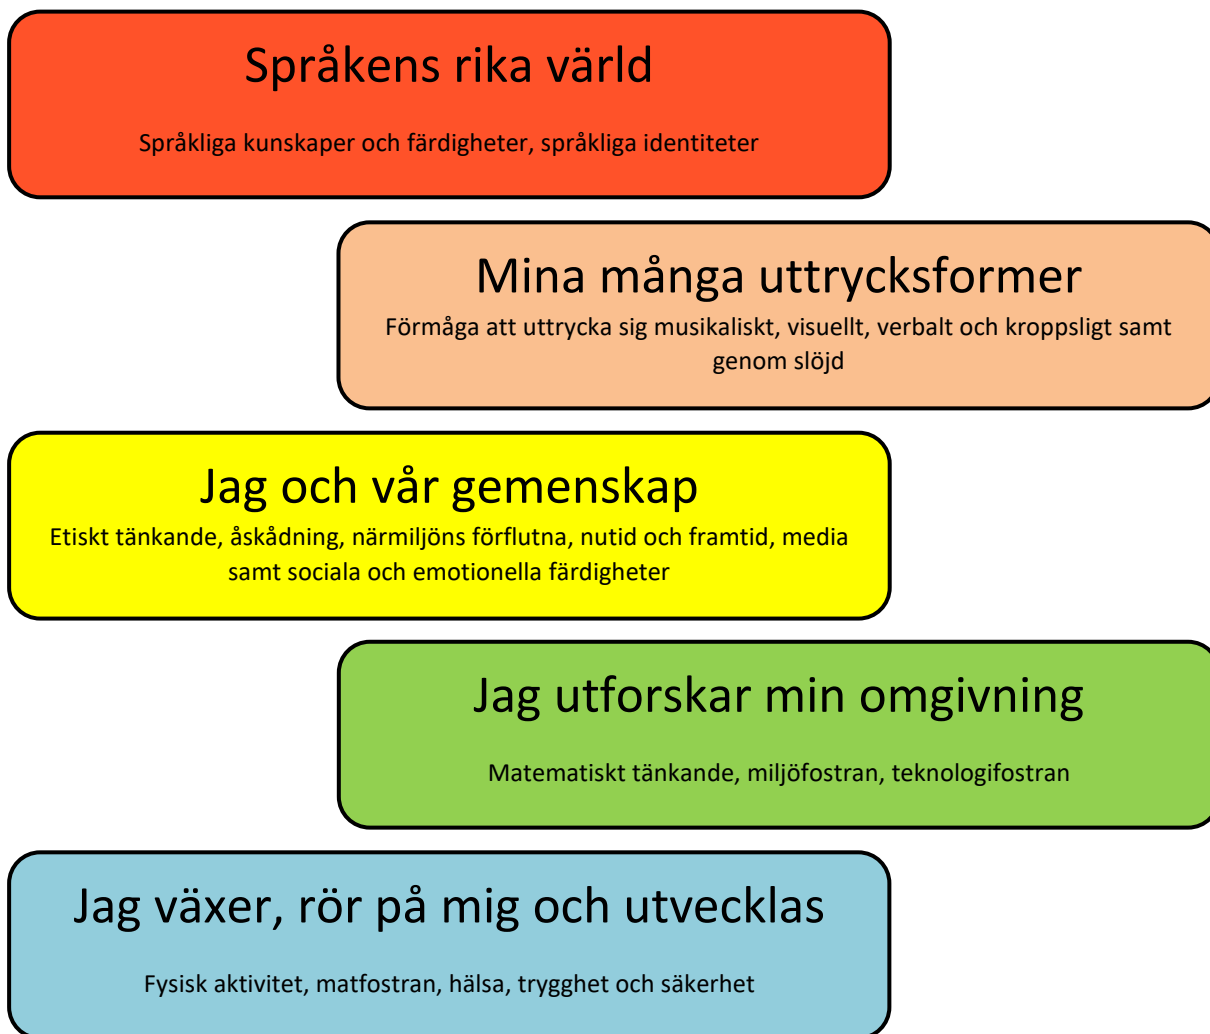 Språkens rika värld
Språkliga kunskaper och färdigheter, språkliga identiteter
Mina många uttrycksformer
Förmåga att uttrycka sig musikaliskt, visuellt, verbalt och kroppsligt samt
genom slöjd
Jag och vår gemenskap
Etiskt tänkande, åskådning, närmiljöns förflutna, nutid och framtid, media
samt sociala och emotionella färdigheter
Jag utforskar min omgivning
Matematiskt tänkande, miljöfostran, teknologifostran
Jag växer, rör på mig och utvecklas
Fysisk aktivitet, matfostran, hälsa, trygghet och säkerhet